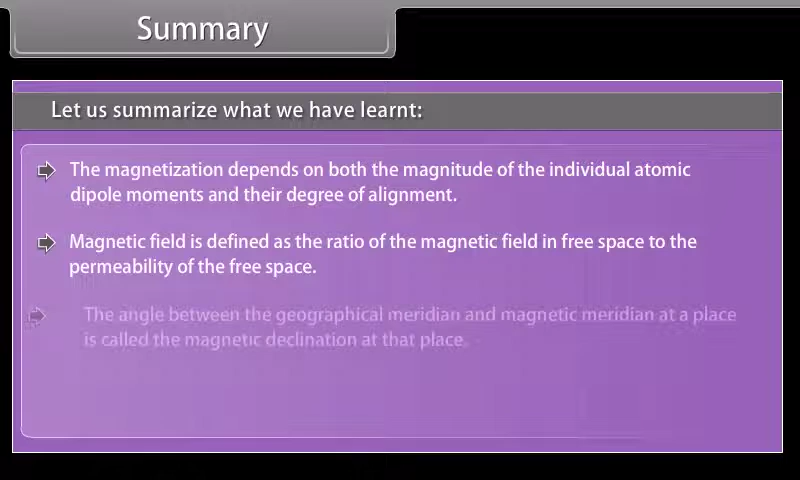 Summary
Let us summarize what we have learnt:
The magnetization depends on both the magnitude of the individual atomic
dipole moments and their degree of alignment.
Magnetic field is defined as the ratio of the magnetic field in free space to the
permeability of the free space.
The angle between the geographical meridian and magnetic meridian at a place
is called the magnetic declination at that place.